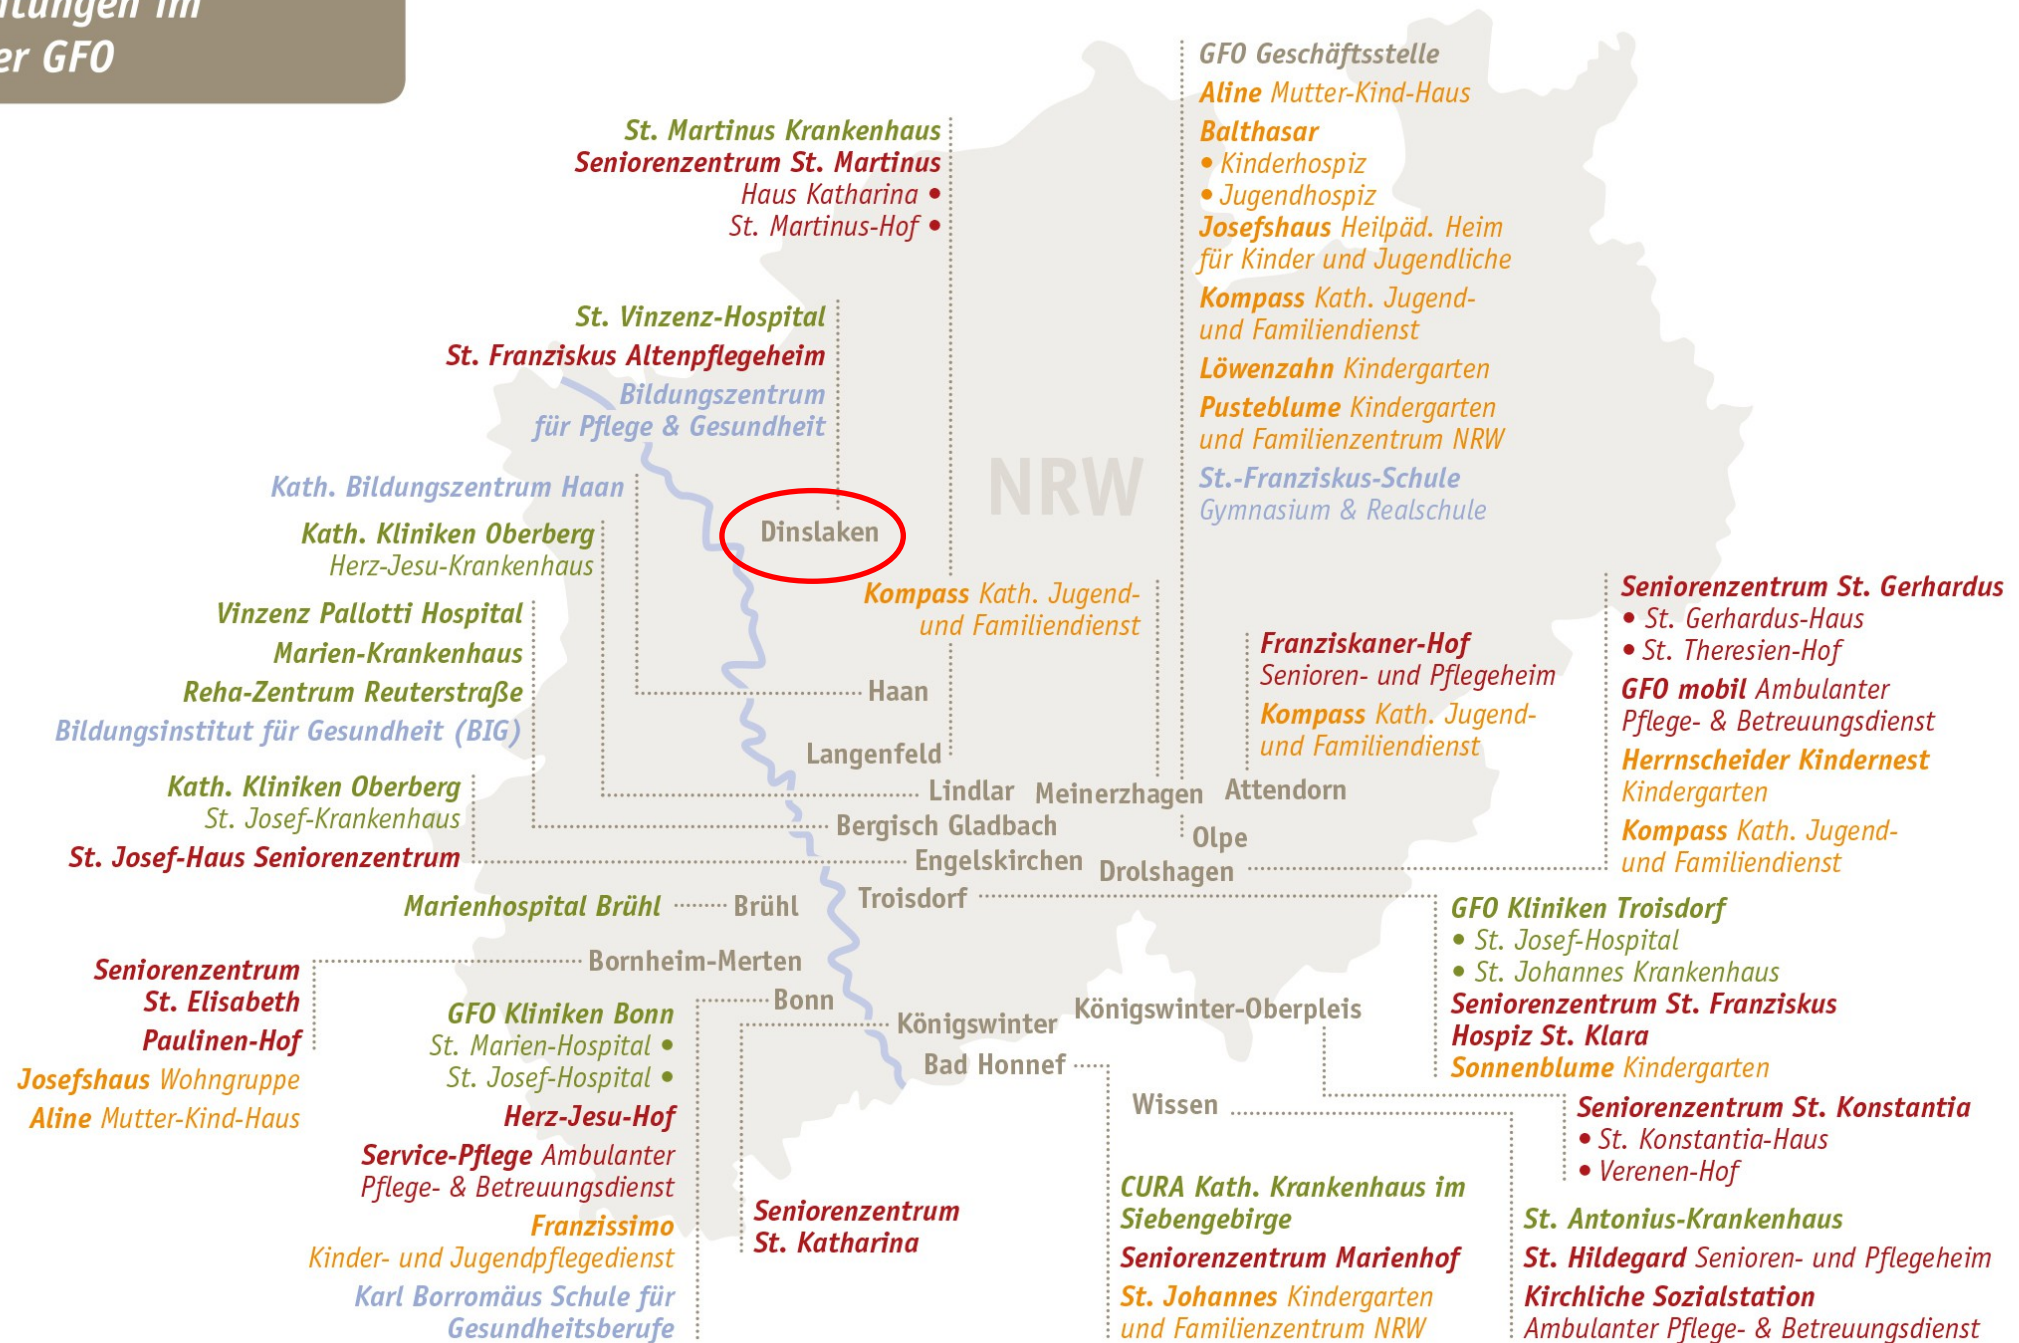 er GFO
St. Martinus Krankenhaus
Seniorenzentrum St. Martinus
Haus Katharina •
St. Martinus-Hof •
GFO Geschäftsstelle
Aline Mutter-Kind-Haus
Balthasar
• Kinderhospiz
• Jugendhospiz
Josefshaus Heilpäd. Heim
für Kinder und Jugendliche
Kompass Kath. Jugend-
und Familiendienst
Löwenzahn Kindergarten
Pusteblume Kindergarten
und Familienzentrum NRW
St.-Franziskus-Schule
Gymnasium & Realschule
St. Vinzenz-Hospital
St. Franziskus Altenpflegeheim
Bildungszentrum
für Pflege & Gesundheit
NRW
Kath. Bildungszentrum Haan
Dinslaken
Kath. Kliniken Oberberg
Herz-Jesu-Krankenhaus
Kompass Kath. Jugend-
und Familiendienst
Vinzenz Pallotti Hospital
Marien-Krankenhaus
Reha-Zentrum Reuterstraße
Bildungsinstitut für Gesundheit (BIG)
Franziskaner-Hof
Senioren- und Pflegeheim
Kompass Kath. Jugend-
und Familiendienst
Seniorenzentrum St. Gerhardus
• St. Gerhardus-Haus
• St. Theresien-Hof
GFO mobil Ambulanter
Pflege- & Betreuungsdienst
Herrnscheider Kindernest
Kindergarten
Kompass Kath. Jugend-
und Familiendienst
Haan
Langenfeld
Lindlar
Meinerzhagen
Attendorn
Kath. Kliniken Oberberg
St. Josef-Krankenhaus
St. Josef-Haus Seniorenzentrum
Bergisch Gladbach
Olpe
Engelskirchen
Drolshagen
Marienhospital Brühl
Brühl
Troisdorf
GFO Kliniken Troisdorf
• St. Josef-Hospital
• St. Johannes Krankenhaus
Seniorenzentrum St. Franziskus
Hospiz St. Klara
Sonnenblume Kindergarten
Seniorenzentrum
St. Elisabeth
Paulinen-Hof
Josefshaus Wohngruppe
Aline Mutter-Kind-Haus
Bornheim-Merten
Bonn
Königswinter
Königswinter-Oberpleis
Bad Honnef
Wissen
GFO Kliniken Bonn
St. Marien-Hospital •
St. Josef-Hospital •
Herz-Jesu-Hof
Service-Pflege Ambulanter
Pflege- & Betreuungsdienst
Franzissimo
Kinder- und Jugendpflegedienst
Karl Borromäus Schule für
Gesundheitsberufe
Seniorenzentrum
St. Katharina
CURA Kath. Krankenhaus im
Siebengebirge
Seniorenzentrum Marienhof
St. Johannes Kindergarten
und Familienzentrum NRW
Seniorenzentrum St. Konstantia
• St. Konstantia-Haus
• Verenen-Hof
St. Antonius-Krankenhaus
St. Hildegard Senioren- und Pflegeheim
Kirchliche Sozialstation
Ambulanter Pflege- & Betreuungsdienst